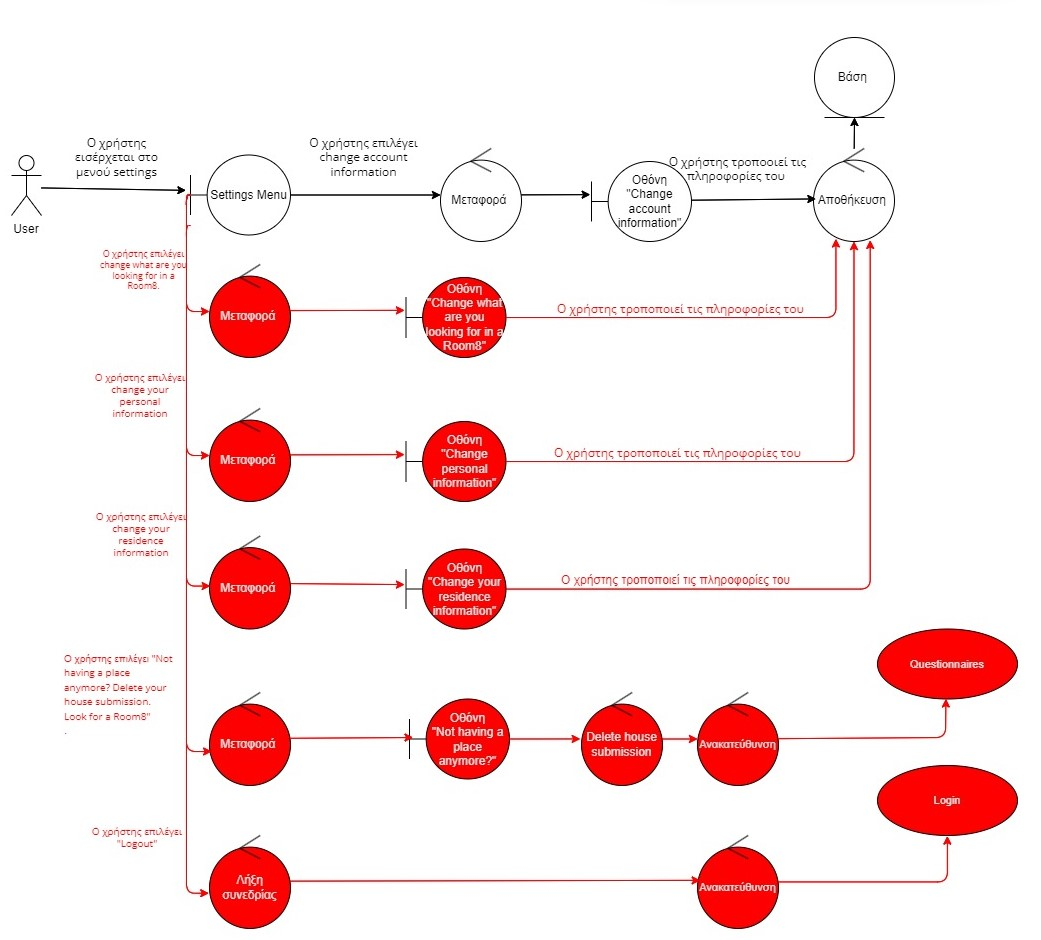 Βάση
Ο χρήστης
εισέρχεται στο
μενού settings
Ο χρήστης επιλέγει
change account
information
Ο χρήστης τροποοιεί τις
πληροφορίες του
User
Settings Menu
Μεταφορά
Οθόνη
"Change
account
information"
Αποθήκευση
Ο χρήστης επιλέγει
change what are you
looking for in a
Room8.
Μεταφορά
Οθόνη
"Change what
are you
looking for in a
Room8"
Ο χρήστης τροποποιεί τις πληροφορίες του
Ο χρήστης επιλέγει
change your
personal
information
Μεταφορά
Οθόνη
"Change
personal
information"
Ο χρήστης τροποποιεί τις πληροφορίες του
Ο χρήστης επιλέγει
change your
residence
information
Μεταφορά
Οθόνη
"Change your
residence
information"
Ο χρήστης τροποποιεί τις πληροφορίες του
Ο χρήστης επιλέγει "Not
having a place
anymore? Delete your
house submission.
Look for a Room8"
.
Μεταφορά
Οθόνη
"Not having a
place
anymore?"
Delete house
submission
Ανακατεύθυνση
Questionnaires
Login
Ο χρήστης επιλέγει
"Logout"
Λήξη
συνεδρίας
Ανακατεύθυνση